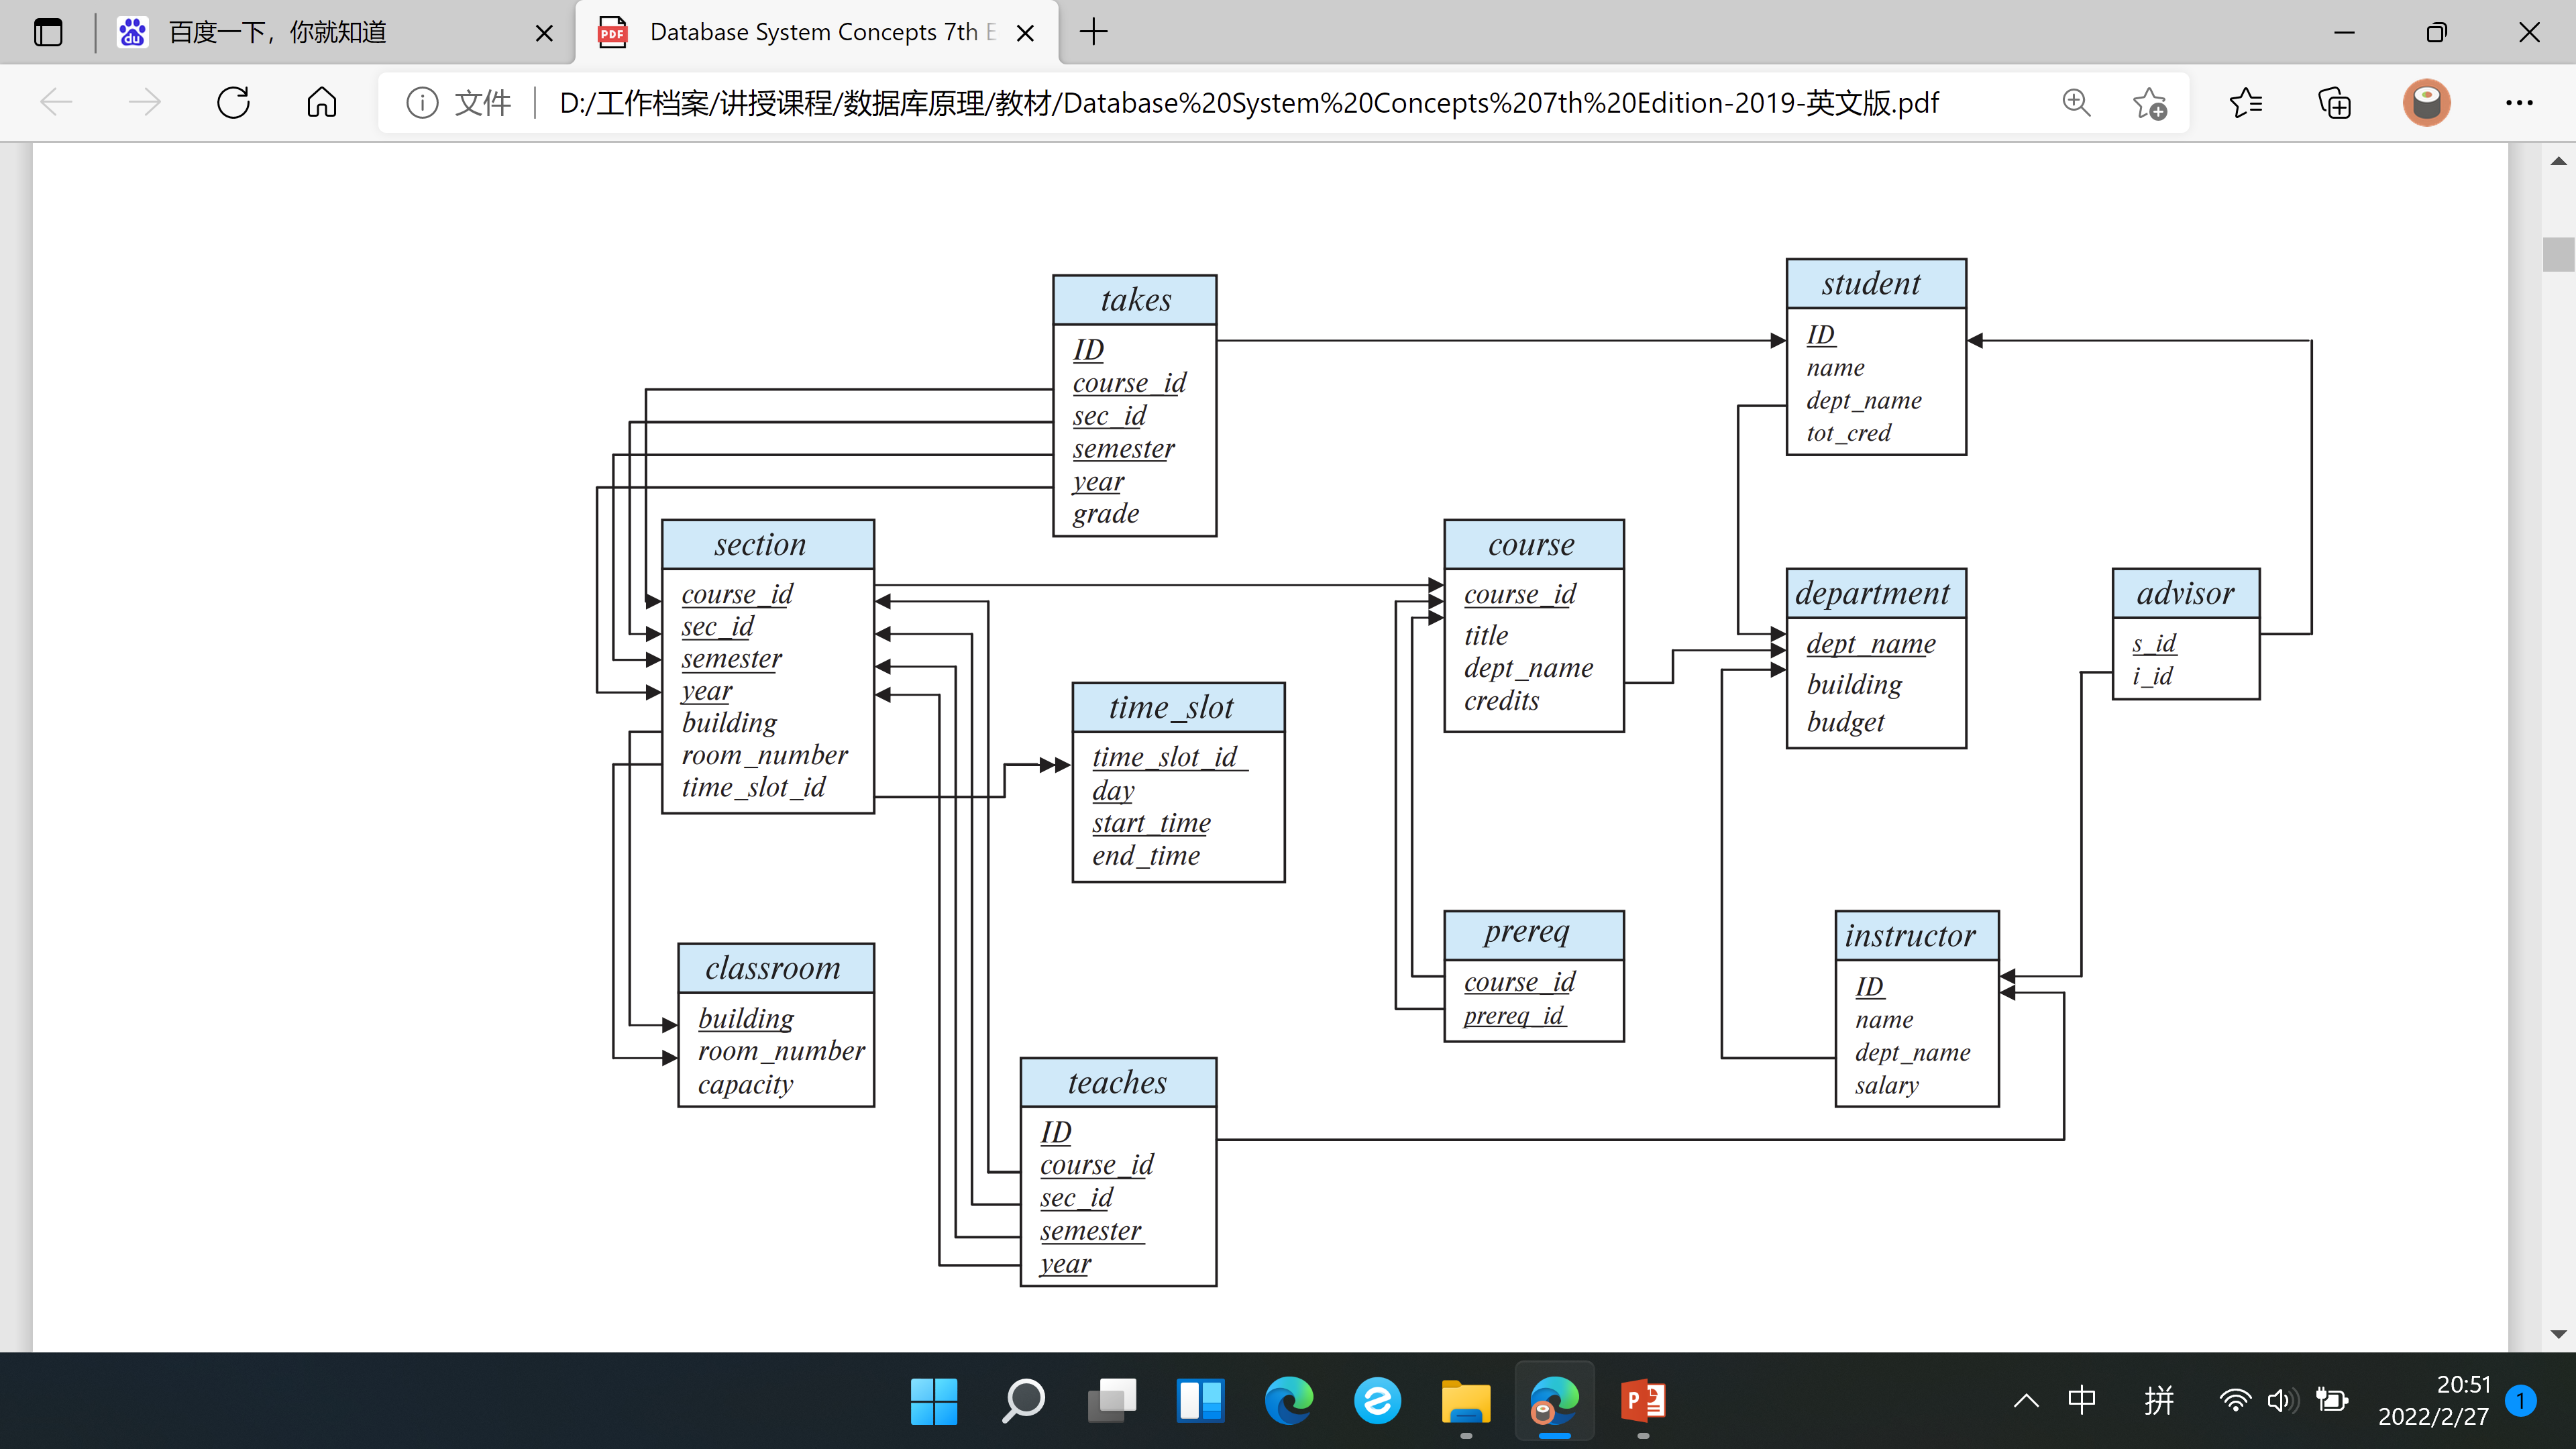 百度一下，你就知道
Database System Concepts 7th E
文件
D:/工作档案/讲授课程/数据库原理/教材/Database%20System%20Concepts%207th%20Edition-2019-英文版.pdf
takes
ID
course_id
sec_id
semester
year
grade
student
ID
name
dept_name
tot_cred
section
course_id
sec_id
semester
year
building
room_number
time_slot_id
course
course_id
title
dept_name
credits
department
dept_name
building
budget
advisor
s_id
i_id
time_slot
time_slot_id
day
start_time
end_time
classroom
building
room_number
capacity
prereq
course_id
prereq_id
instructor
ID
name
dept_name
salary
teaches
ID
course_id
sec_id
semester
year
中
拼
20:51
2022/2/27
1